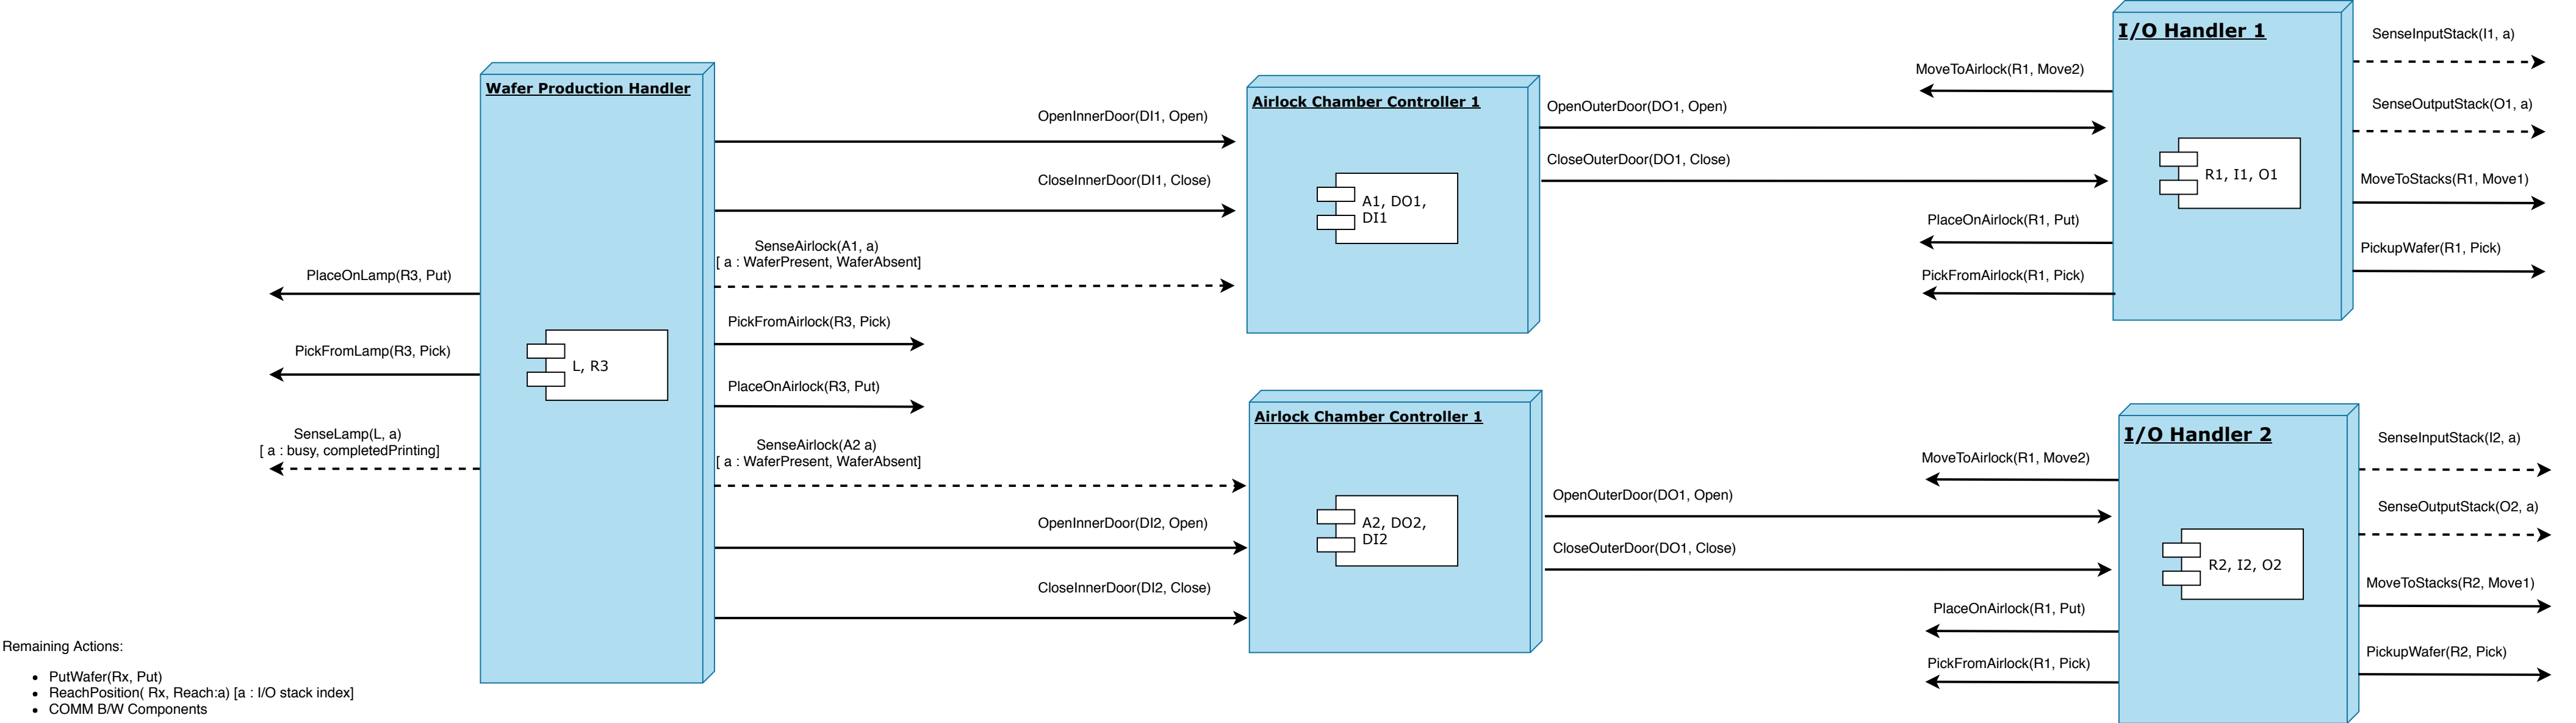 Wafer Production Handler
PlaceOnLamp(R3, Put)
PickFromLamp(R3, Pick)
SenseLamp(L, a)
[ a : busy, completedPrinting]
L, R3
OpenInnerDoor(DI1, Open)
CloseInnerDoor(DI1, Close)
SenseAirlock(A1, a)
[ a : WaferPresent, WaferAbsent]
PickFromAirlock(R3, Pick)
PlaceOnAirlock(R3, Put)
SenseAirlock(A2 a)
[ a : WaferPresent, WaferAbsent]
OpenInnerDoor(DI2, Open)
CloseInnerDoor(DI2, Close)
Airlock Chamber Controller 1
A1, DO1,
DI1
OpenOuterDoor(DO1, Open)
CloseOuterDoor(DO1, Close)
Airlock Chamber Controller 1
A2, DO2,
DI2
OpenOuterDoor(DO1, Open)
CloseOuterDoor(DO1, Close)
I/O Handler 1
MoveToAirlock(R1, Move2)
PlaceOnAirlock(R1, Put)
PickFromAirlock(R1, Pick)
R1, I1, O1
SenseInputStack(I1, a)
SenseOutputStack(O1, a)
MoveToStacks(R1, Move1)
PickupWafer(R1, Pick)
I/O Handler 2
MoveToAirlock(R1, Move2)
PlaceOnAirlock(R1, Put)
PickFromAirlock(R1, Pick)
R2, I2, O2
SenseInputStack(I2, a)
SenseOutputStack(O2, a)
MoveToStacks(R2, Move1)
PickupWafer(R2, Pick)
Remaining Actions:
• PutWafer(Rx, Put)
• ReachPosition( Rx, Reach:a) [a : I/O stack index]
• COMM B/W Components